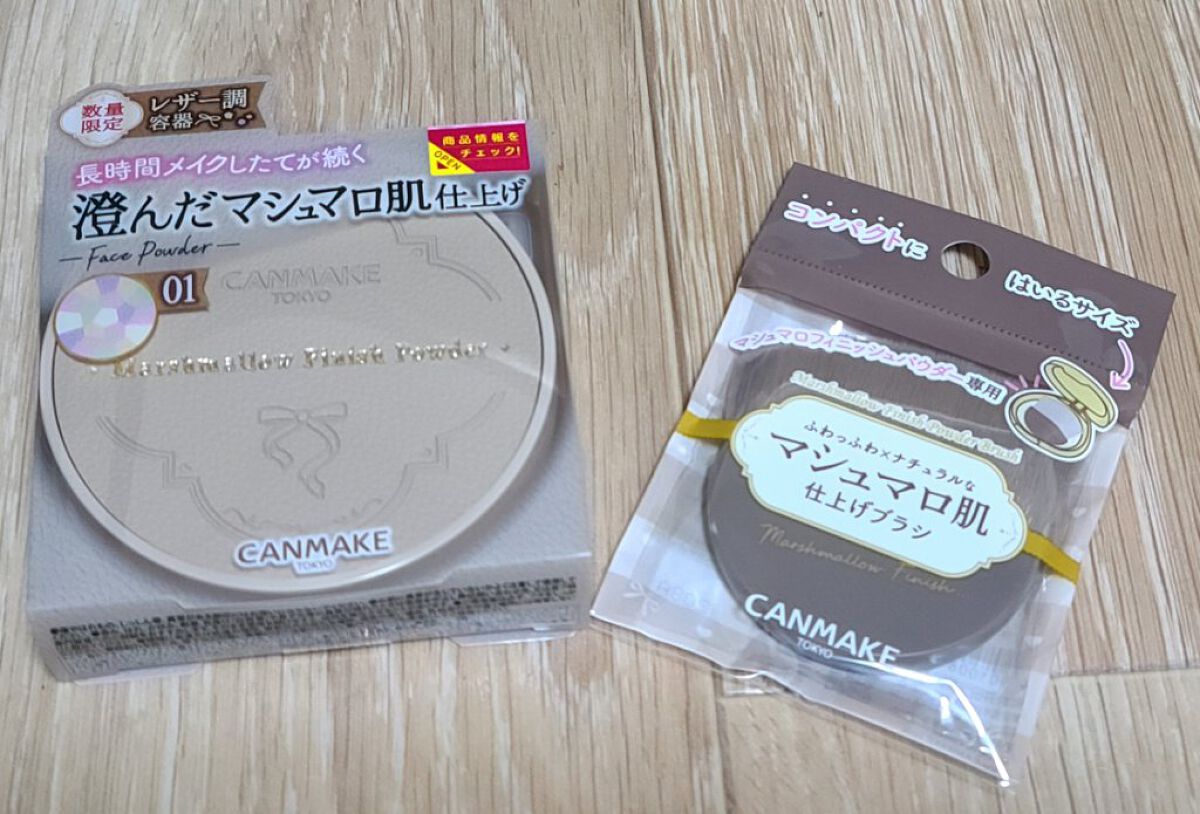 数量
限定
レザー調
容器
商品情報を
チェック!
OPEN
長時間メイクしたてが続く
澄んだマシュマロ肌仕上げ
Face Powder
01
CANMAKE
TOKYO
Marshmallow Finish Powder
CANMAKE
TOKYO
コンパクトに
はいるサイズ
マシュマロフィニッシュパウダー専用
Marshmallow Finish Powder Brush
ふわっふわ×ナチュラルな
マシュマロ肌
仕上げブラシ
Marshmallow Finish
CANMAKE
TOKYO